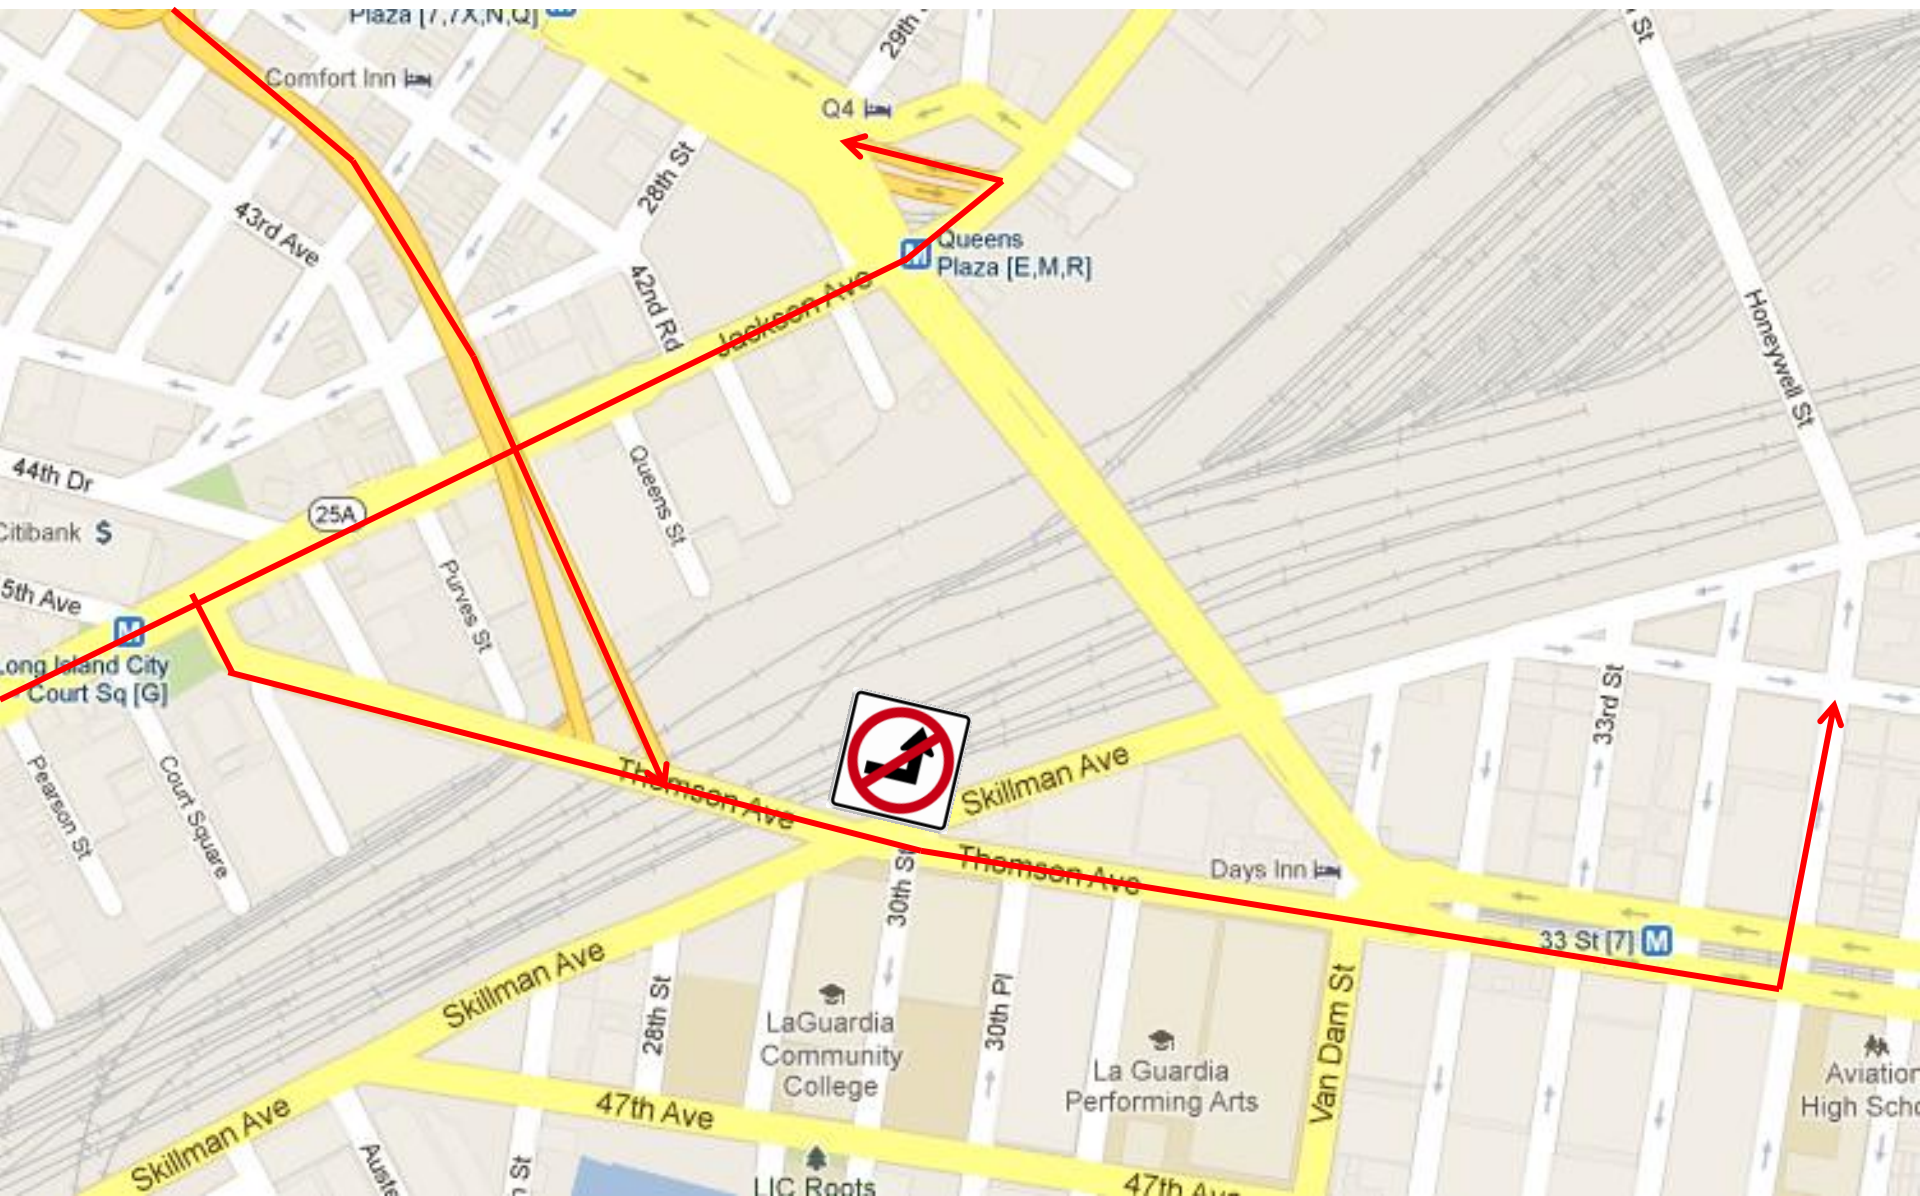 Plaza [7,7X,N,Q]
29th
St
Comfort Inn
Q4
28th St
43rd Ave
Queens
Plaza [E,M,R]
42nd Rd
Jackson Ave
Honeywell St
44th Dr
25A
Citibank $
Queens St
5th Ave
Purves St
M
Long Island City
Court Sq [G]
33rd St
Pearson St
Court Square
Thomson Ave
Skillman Ave
Thomson Ave
Days Inn
30th St
33 St [7] M
Skillman Ave
28th St
30th Pl
Van Dam St
LaGuardia
Community
College
La Guardia
Performing Arts
Aviation
High Scho
47th Ave
Skillman Ave
Auste
St
LIC Roots
47th Ave